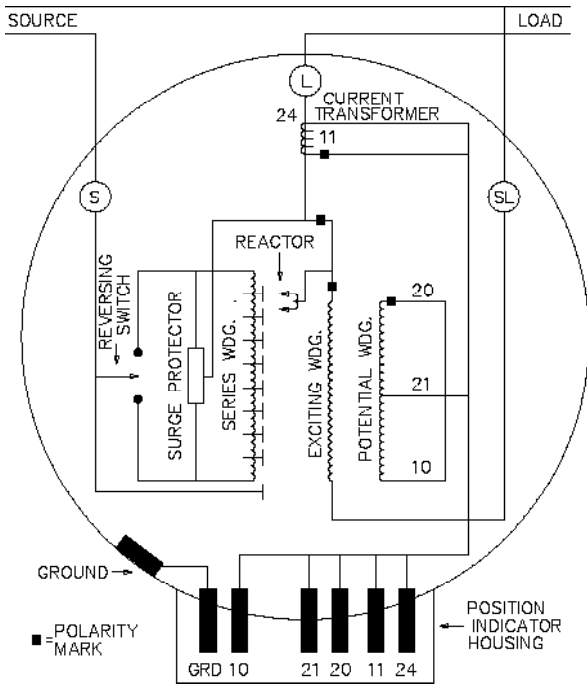 SOURCE
LOAD
L
CURRENT
TRANSFORMER
24
11
S
SL
REACTOR
REVERSING
SWITCH
SURGE PROTECTOR
SERIES WDG.
EXCITING WDG.
POTENTIAL WDG.
20
21
10
GROUND
=POLARITY
MARK
GRD 10 21 20 11 24
POSITION
INDICATOR
HOUSING